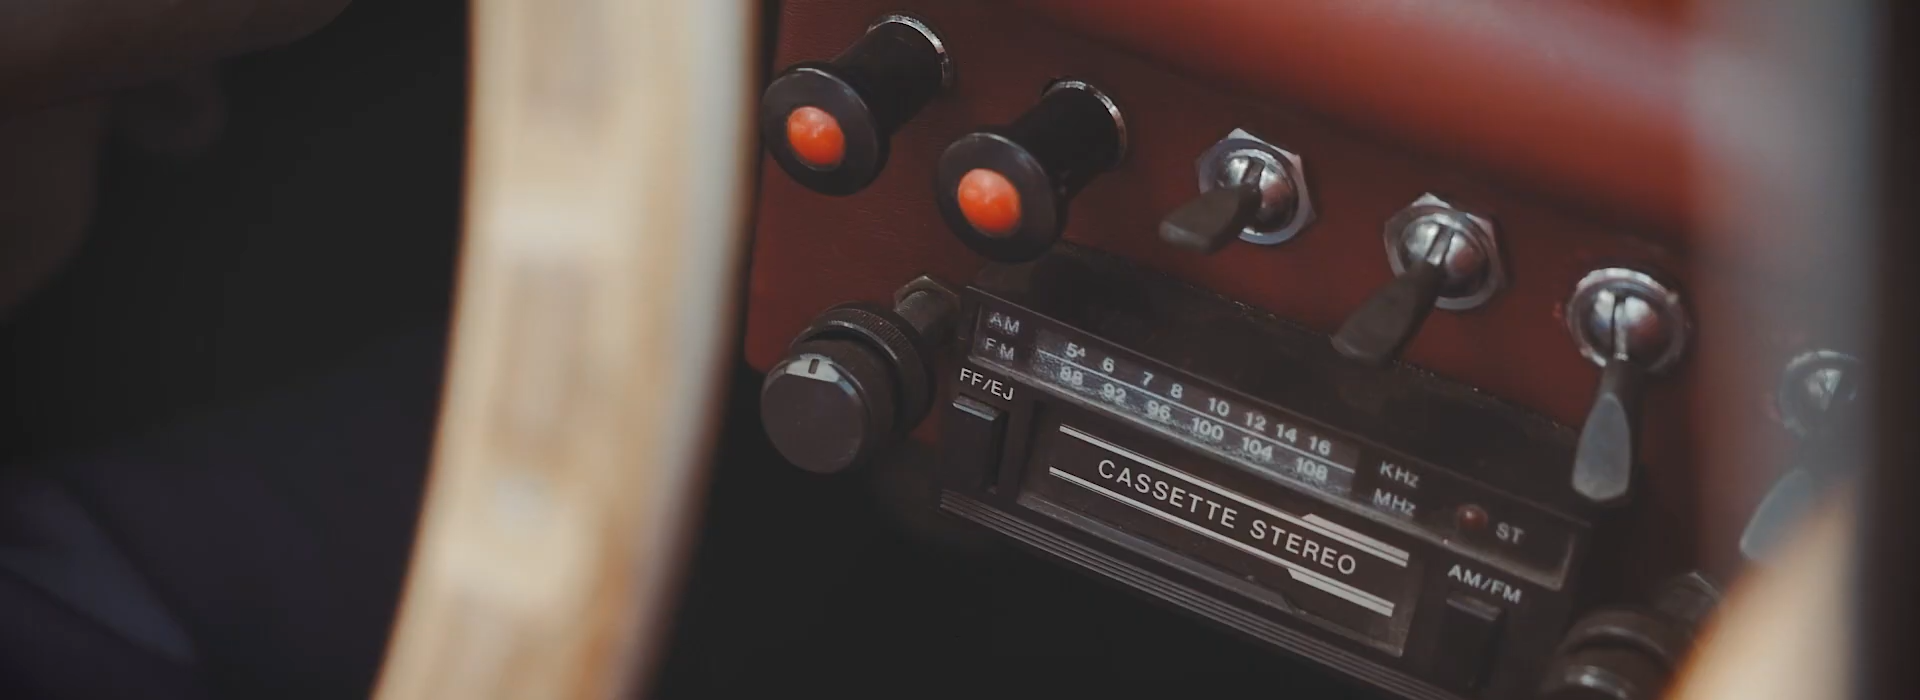 AM 54 6 7 8 10 12 14 16 KHz
FM 88 92 96 100 104 108 MHz
ST
FF/EJ
CASSETTE STEREO
AM/FM